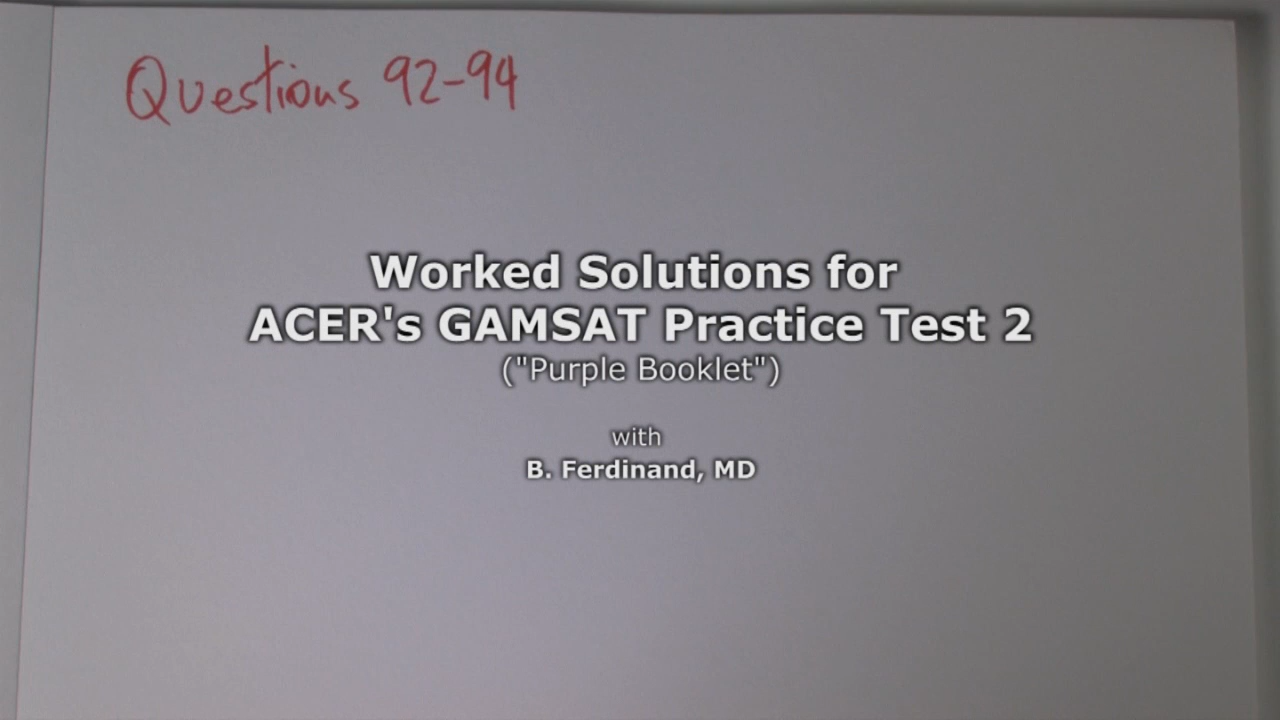 Questions 92-94
Worked Solutions for
ACER's GAMSAT Practice Test 2
("Purple Booklet")
with
B. Ferdinand, MD